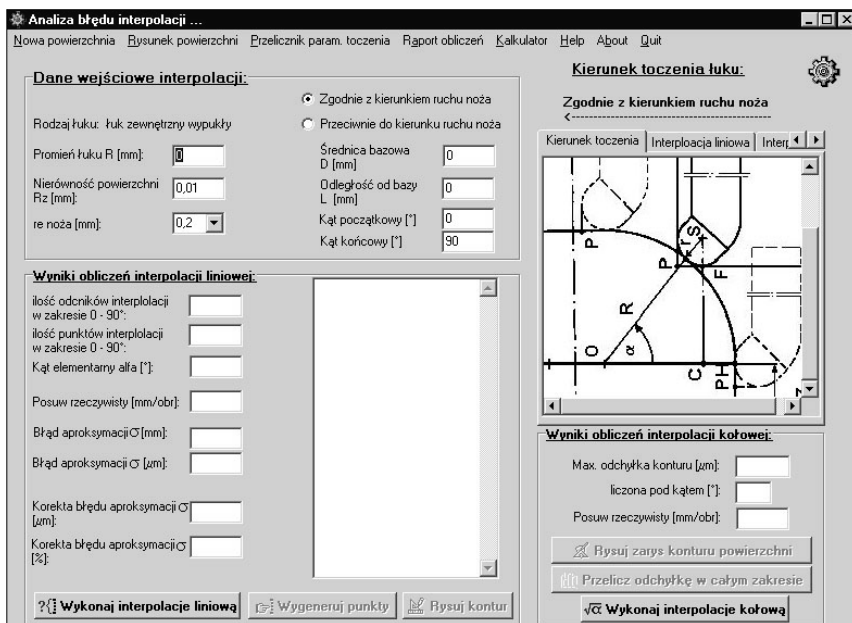 Analiza błędu interpolacji ...
Nowa powierzchnia Rysunek powierzchni Przelicznik param. toczenia Raport obliczeń Kalkulator Help About Quit
Dane wejściowe interpolacji:
Zgodnie z kierunkiem ruchu noża
Rodzaj łuku: łuk zewnętrzny wypukły
Przeciwnie do kierunku ruchu noża
Promień łuku R [mm]: 0
Średnica bazowa
D [mm] 0
Nierówność powierzchni
Rz [mm]: 0,01
Odległość od bazy
L [mm] 0
re noża [mm]: 0,2
Kąt początkowy [°] 0
Kąt końcowy [°] 90
Kierunek toczenia łuku:
Zgodnie z kierunkiem ruchu noża
<-----------------------------------------
Kierunek toczenia Interploacja liniowa Interp
P
S
r
P
F
R
O
α
C
PH
Wyniki obliczeń interpolacji liniowej:
ilość odcników interplolacji
w zakresie 0 - 90°:
ilość punktów interplolacji
w zakresie 0 - 90°:
Kąt elementarny alfa [°]:
Posuw rzeczywisty [mm/obr]:
Błąd aproksymacji σ [mm]:
Błąd aproksymacji σ [µm]:
Korekta błędu aproksymacji σ
[µm]:
Korekta błędu aproksymacji σ
[%]:
?{⁝ Wykonaj interpolacje liniową
Wygeneruj punkty
Rysuj kontur
Wyniki obliczeń interpolacji kołowej:
Max. odchyłka konturu [µm]:
liczona pod kątem [°]:
Posuw rzeczywisty [mm/obr]:
Rysuj zarys konturu powierzchni
Przelicz odchyłkę w całym zakresie
√α Wykonaj interpolacje kołową